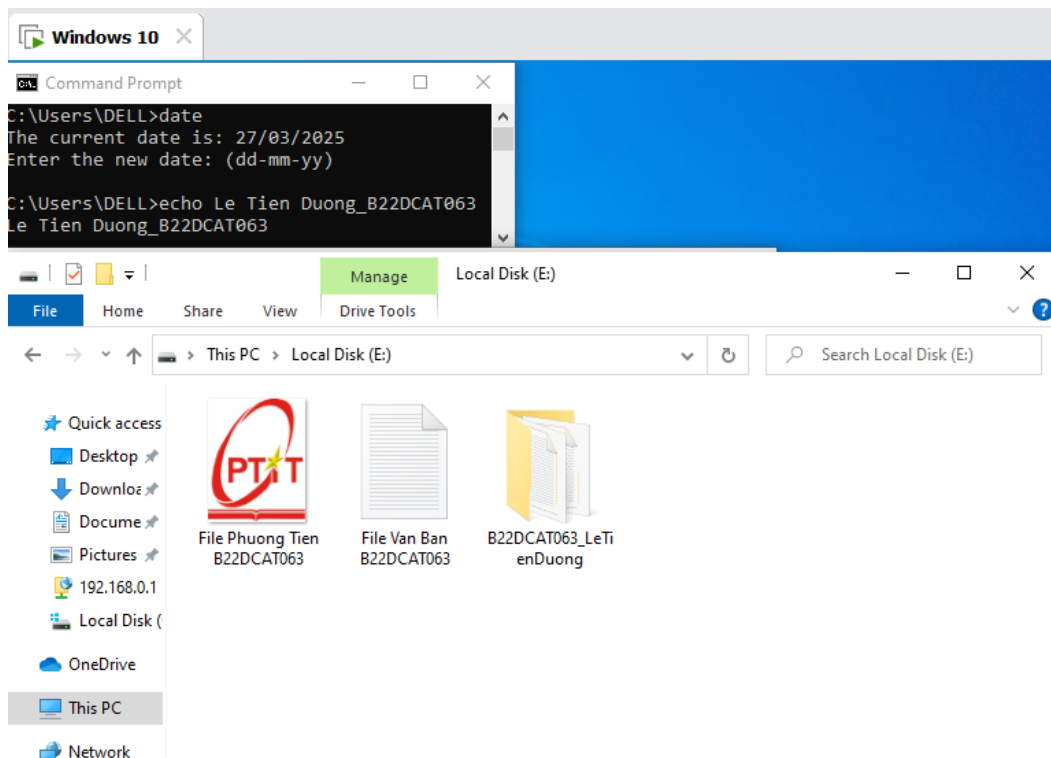 Windows 10
Command Prompt
C:\Users\DELL>date
The current date is: 27/03/2025
Enter the new date: (dd-mm-yy)
C:\Users\DELL>echo Le Tien Duong_B22DCAT063
Le Tien Duong_B22DCAT063
Manage
Local Disk (E:)
File
Home
Share
View
Drive Tools
This PC > Local Disk (E:)
Search Local Disk (E:)
Quick access
Desktop
Downloa
Docume
Pictures
192.168.0.1
Local Disk (
OneDrive
This PC
Network
PTIT
File Phuong Tien
B22DCAT063
File Van Ban
B22DCAT063
B22DCAT063_LeTi
enDuong